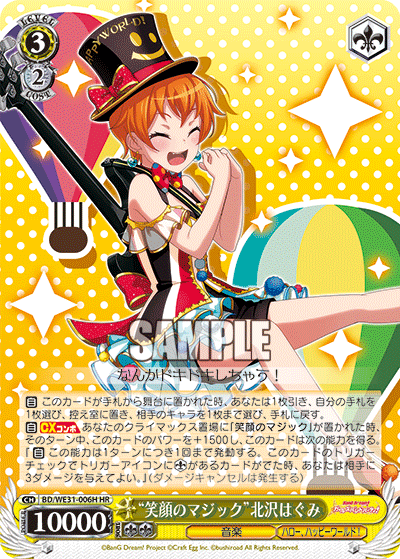 LEVEL
3
2
COST
HAPPY WORLD!
SAMPLE
なんかドキドキしちゃう!
自 このカードが手札から舞台に置かれた時、あなたは1枚引き、自分の手札を
1枚選び、控え室に置き、相手のキャラを1枚まで選び、手札に戻す。
自 CXコンボ あなたのクライマックス置場に「笑顔のマジック」が置かれた時、
そのターン中、このカードのパワーを+1500し、このカードは次の能力を得る。
『自 この能力は1ターンにつき1回まで発動する。このカードのトリガー
チェックでトリガーアイコンに があるカードがでた時、あなたは相手に
3ダメージを与えてよい。』(ダメージキャンセルは発生する)
CH
BD/WE31-006H HR
"笑顔のマジック" 北沢はぐみ
10000
音楽
ハロー、ハッピーワールド!
©BanG Dream! Project ©Craft Egg Inc. ©bushiroad All Rights Reserved.